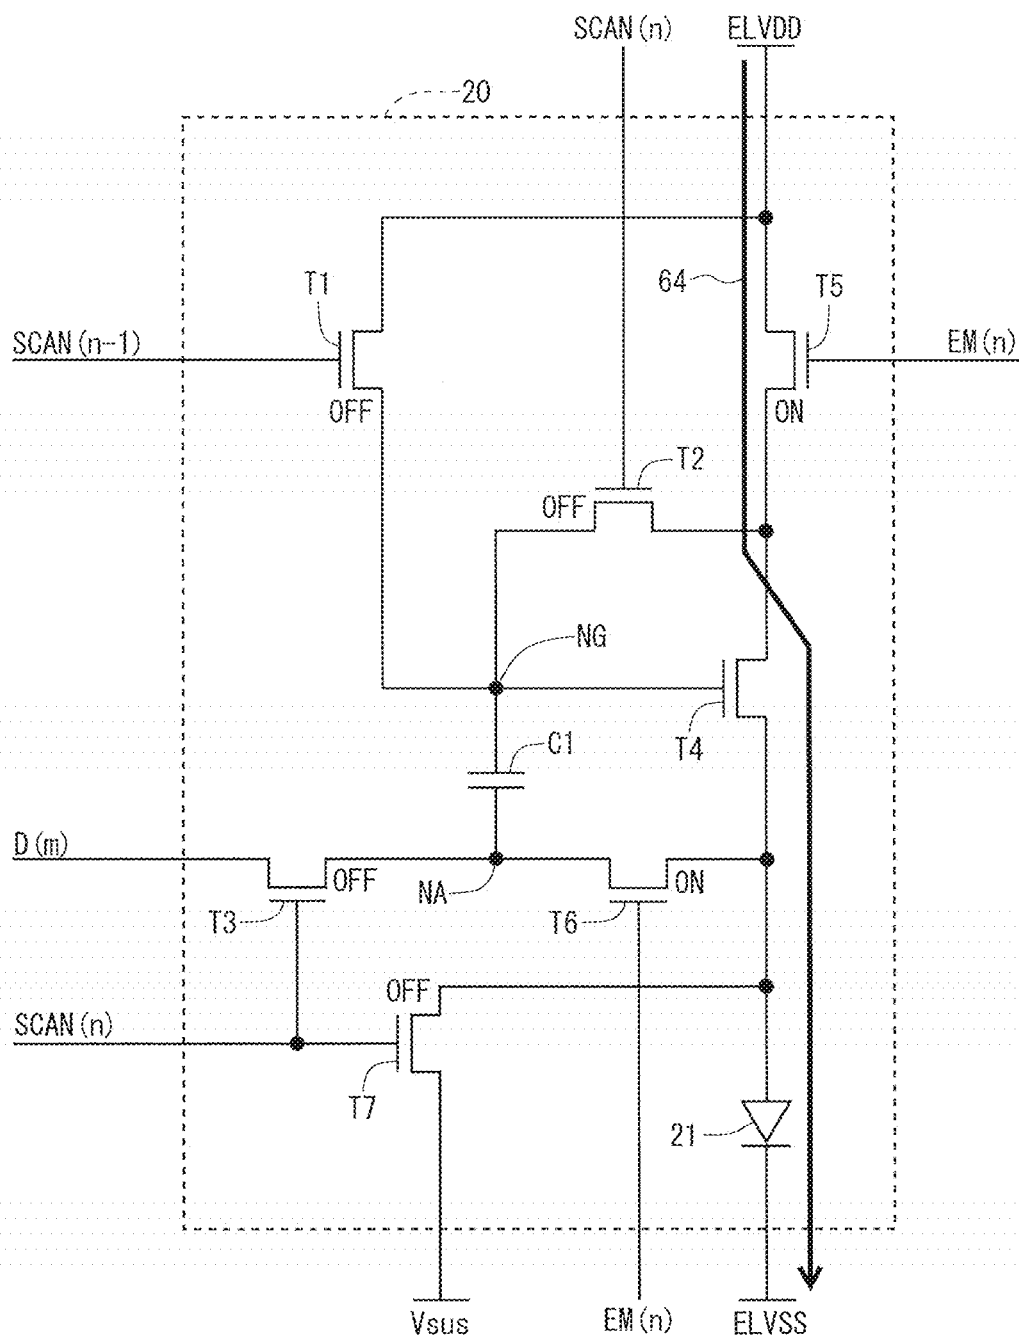 SCAN(n)
ELVDD
20
T1
64
T5
SCAN(n-1)
EM(n)
OFF
ON
T2
OFF
NG
T4
C1
D(m)
OFF
NA
ON
T3
T6
OFF
SCAN(n)
T7
21
Vsus
EM(n)
ELVSS